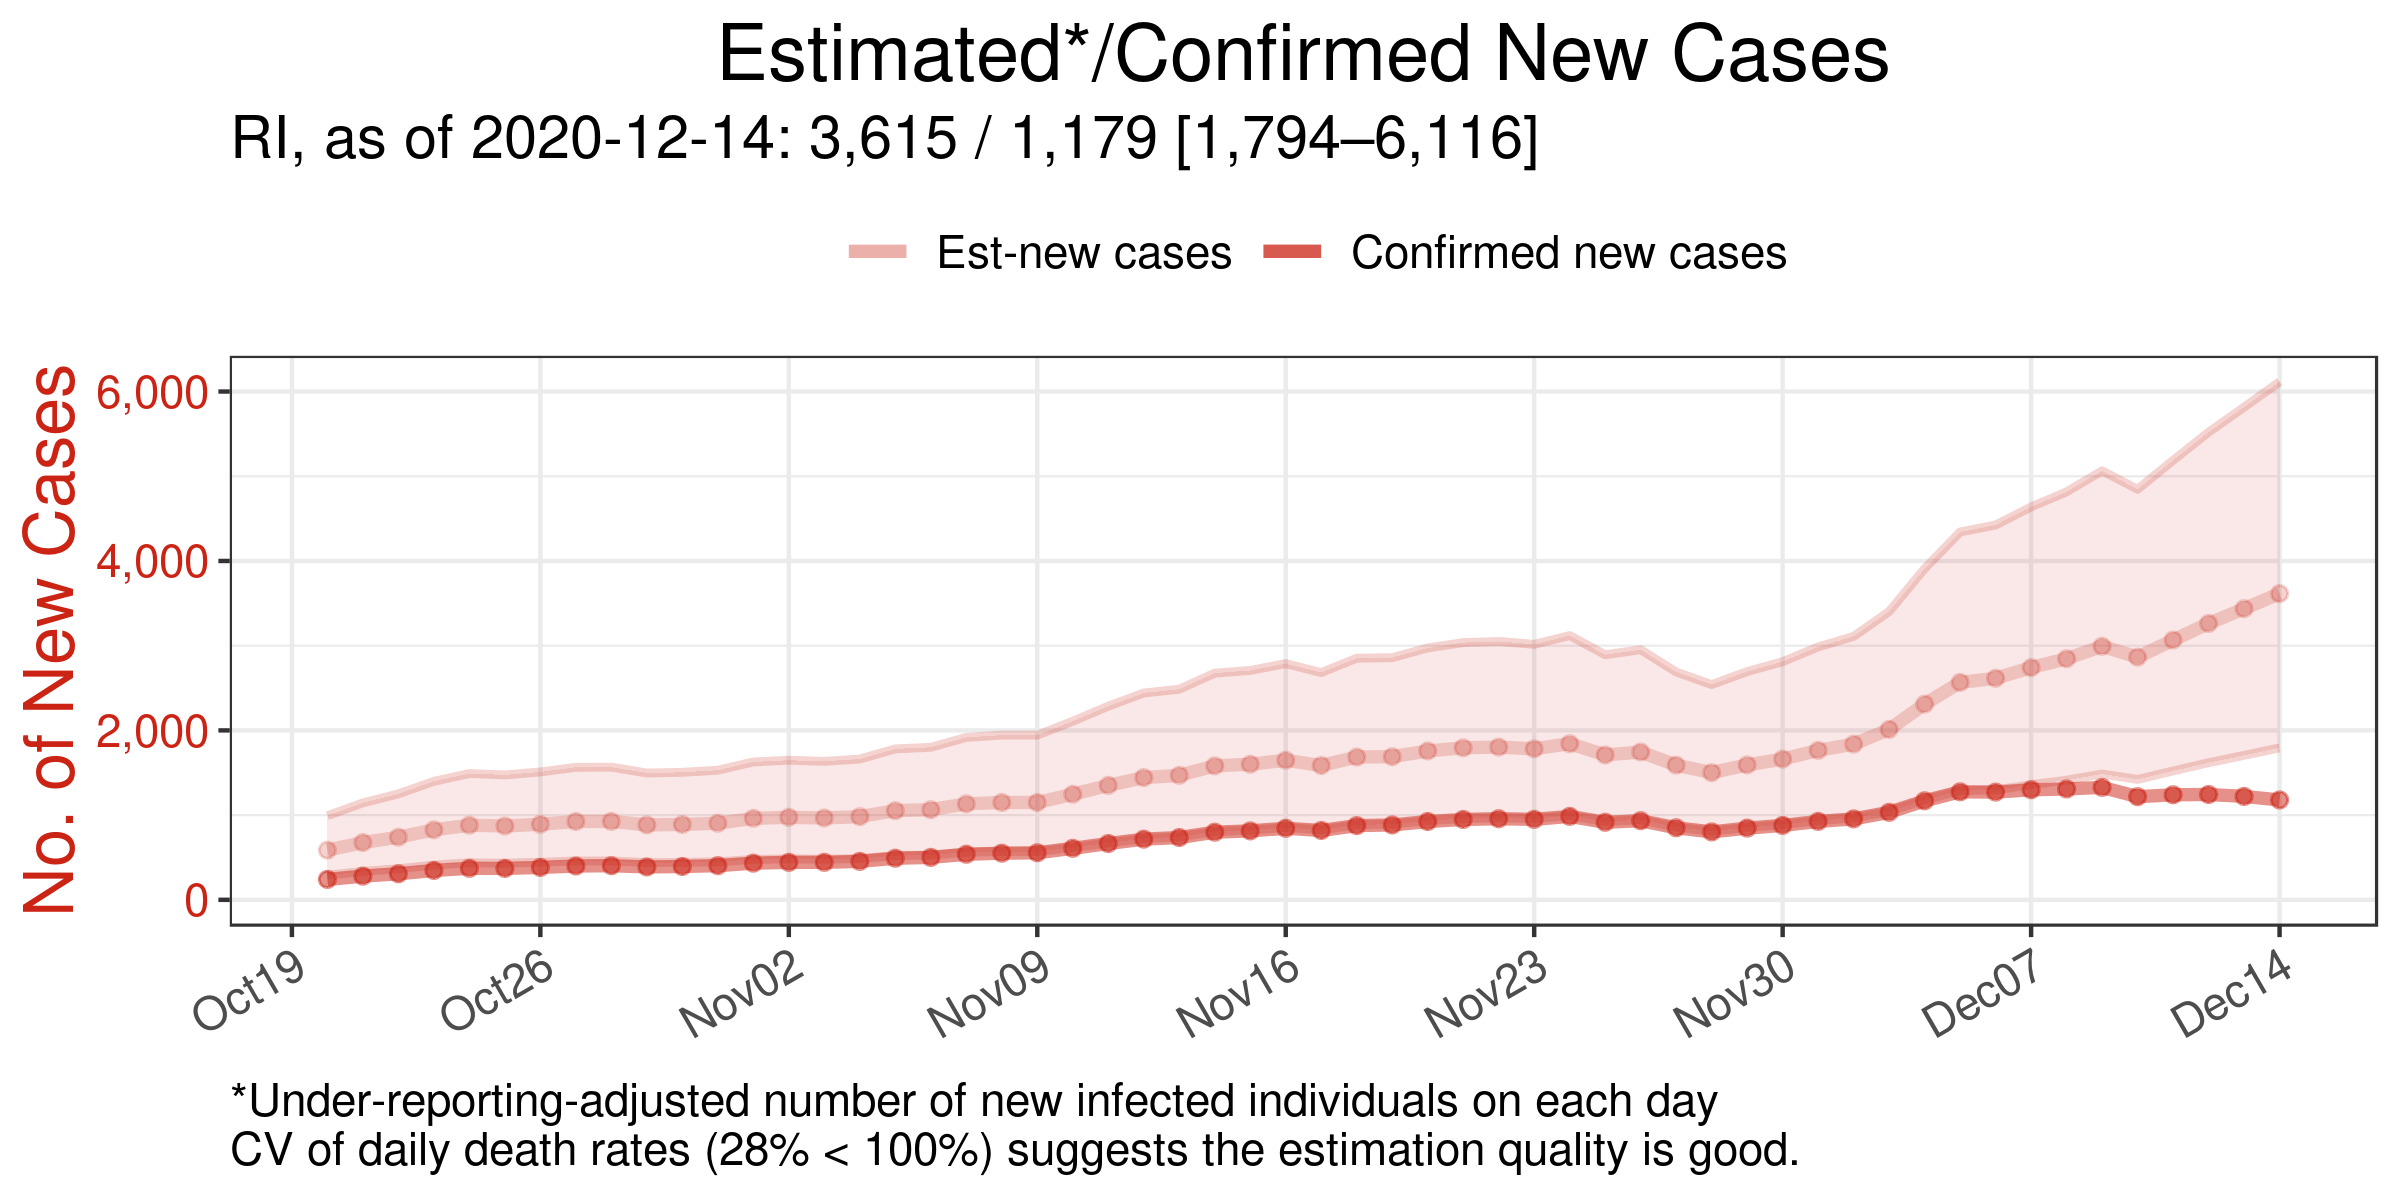 Estimated*/Confirmed New Cases
RI, as of 2020-12-14: 3,615 / 1,179 [1,794–6,116]
Est-new cases
Confirmed new cases
No. of New Cases
6,000
4,000
2,000
0
Oct19
Oct26
Nov02
Nov09
Nov16
Nov23
Nov30
Dec07
Dec14
*Under-reporting-adjusted number of new infected individuals on each day
CV of daily death rates (28% < 100%) suggests the estimation quality is good.